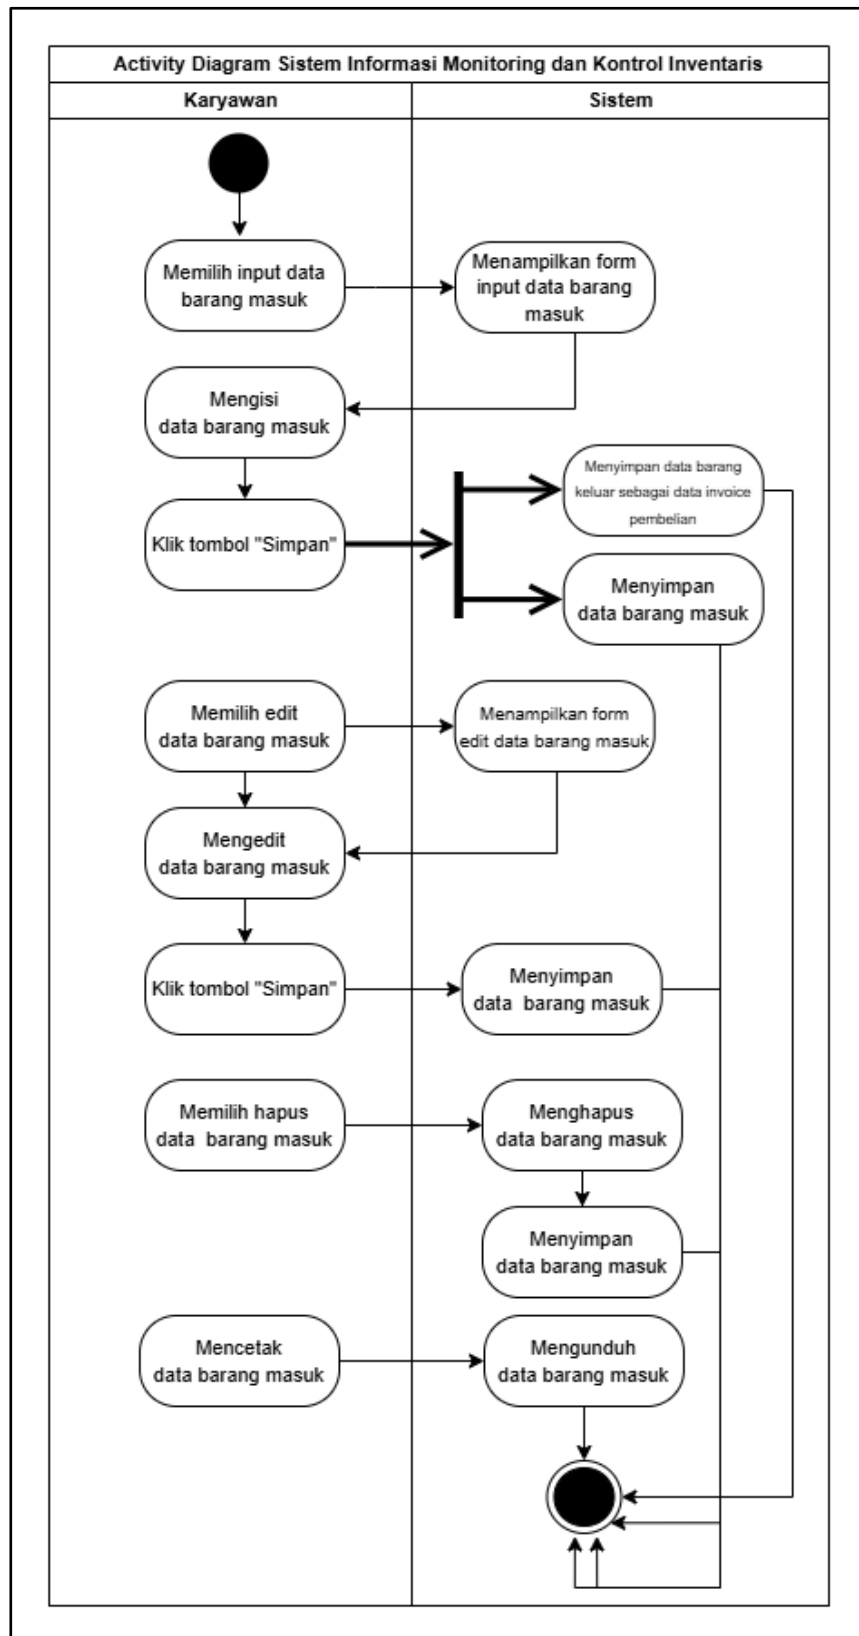 Activity Diagram Sistem Informasi Monitoring dan Kontrol Inventaris
Karyawan
Sistem
Memilih input data
barang masuk
Menampilkan form
input data barang
masuk
Mengisi
data barang masuk
Klik tombol "Simpan"
Menyimpan data barang
keluar sebagai data invoice
pembelian
Menyimpan
data barang masuk
Memilih edit
data barang masuk
Menampilkan form
edit data barang masuk
Mengedit
data barang masuk
Klik tombol "Simpan"
Menyimpan
data barang masuk
Memilih hapus
data barang masuk
Menghapus
data barang masuk
Menyimpan
data barang masuk
Mencetak
data barang masuk
Mengunduh
data barang masuk